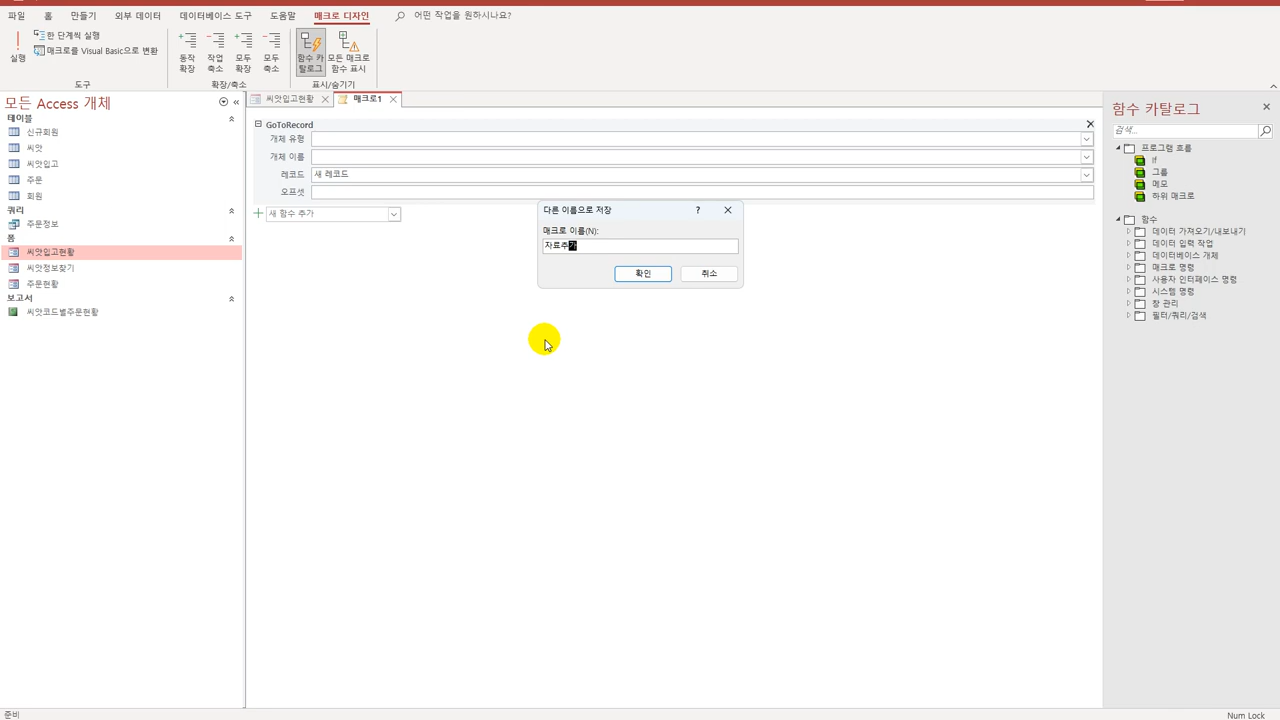 파일 홈 만들기 외부 데이터 데이터베이스 도구 도움말 매크로 디자인 어떤 작업을 원하시나요?
실행
한 단계씩 실행
매크로를 Visual Basic으로 변환
도구
동작 확장
작업 축소
모두 확장
모두 축소
확장/축소
함수 카탈로그
모든 매크로 함수 표시
표시/숨기기
모든 Access 개체
테이블
신규회원
씨앗
씨앗입고
주문
회원
쿼리
주문정보
폼
씨앗입고현황
씨앗정보찾기
주문현황
보고서
씨앗코드별주문현황
씨앗입고현황 매크로1
GoToRecord
개체 유형
개체 이름
레코드 새 레코드
오프셋
새 함수 추가
다른 이름으로 저장 ?
매크로 이름(N):
자료추가
확인 취소
함수 카탈로그
검색...
프로그램 흐름
If
그룹
메모
하위 매크로
함수
데이터 가져오기/내보내기
데이터 입력 작업
데이터베이스 개체
매크로 명령
사용자 인터페이스 명령
시스템 명령
창 관리
필터/쿼리/검색
준비 Num Lock